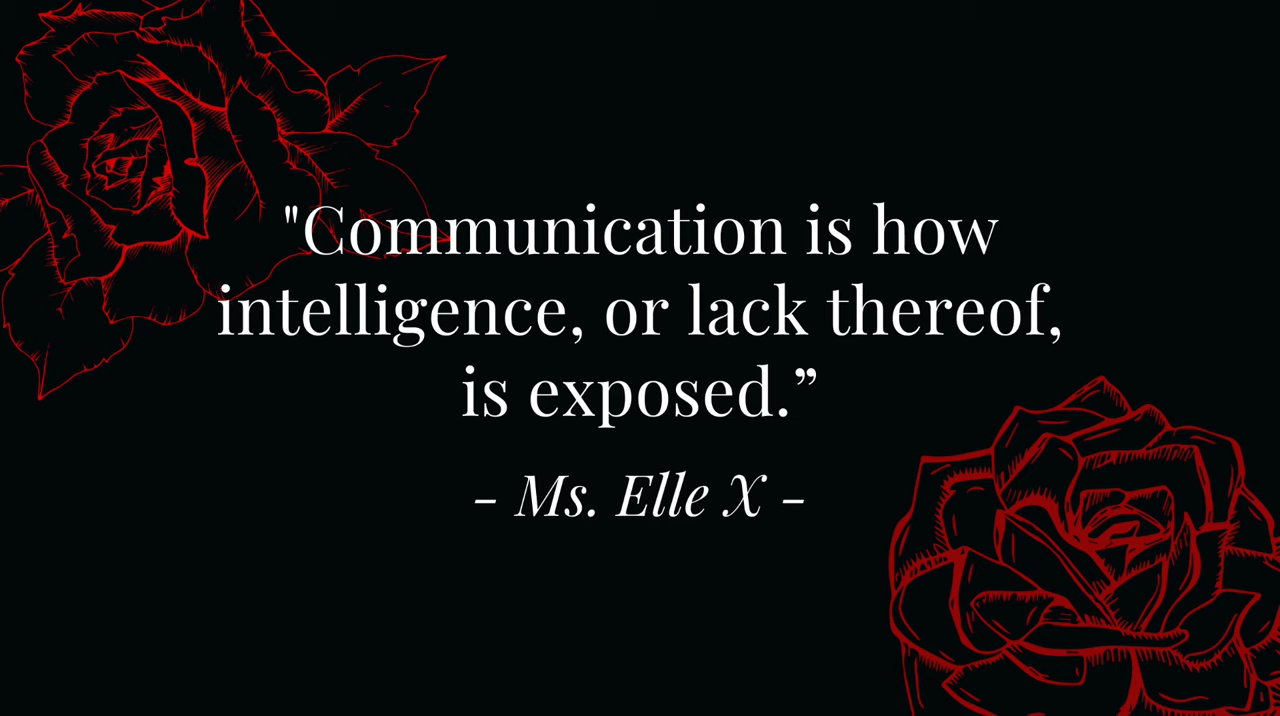 "Communication is how
intelligence, or lack thereof,
is exposed.”
– Ms. Elle X –